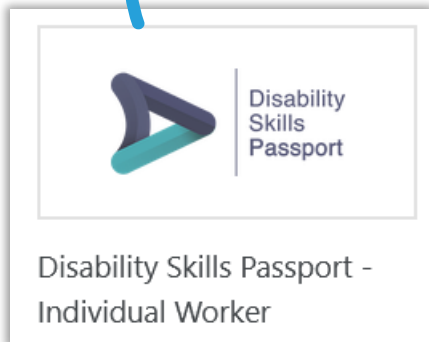 Disability
Skills
Passport
Disability Skills Passport -
Individual Worker